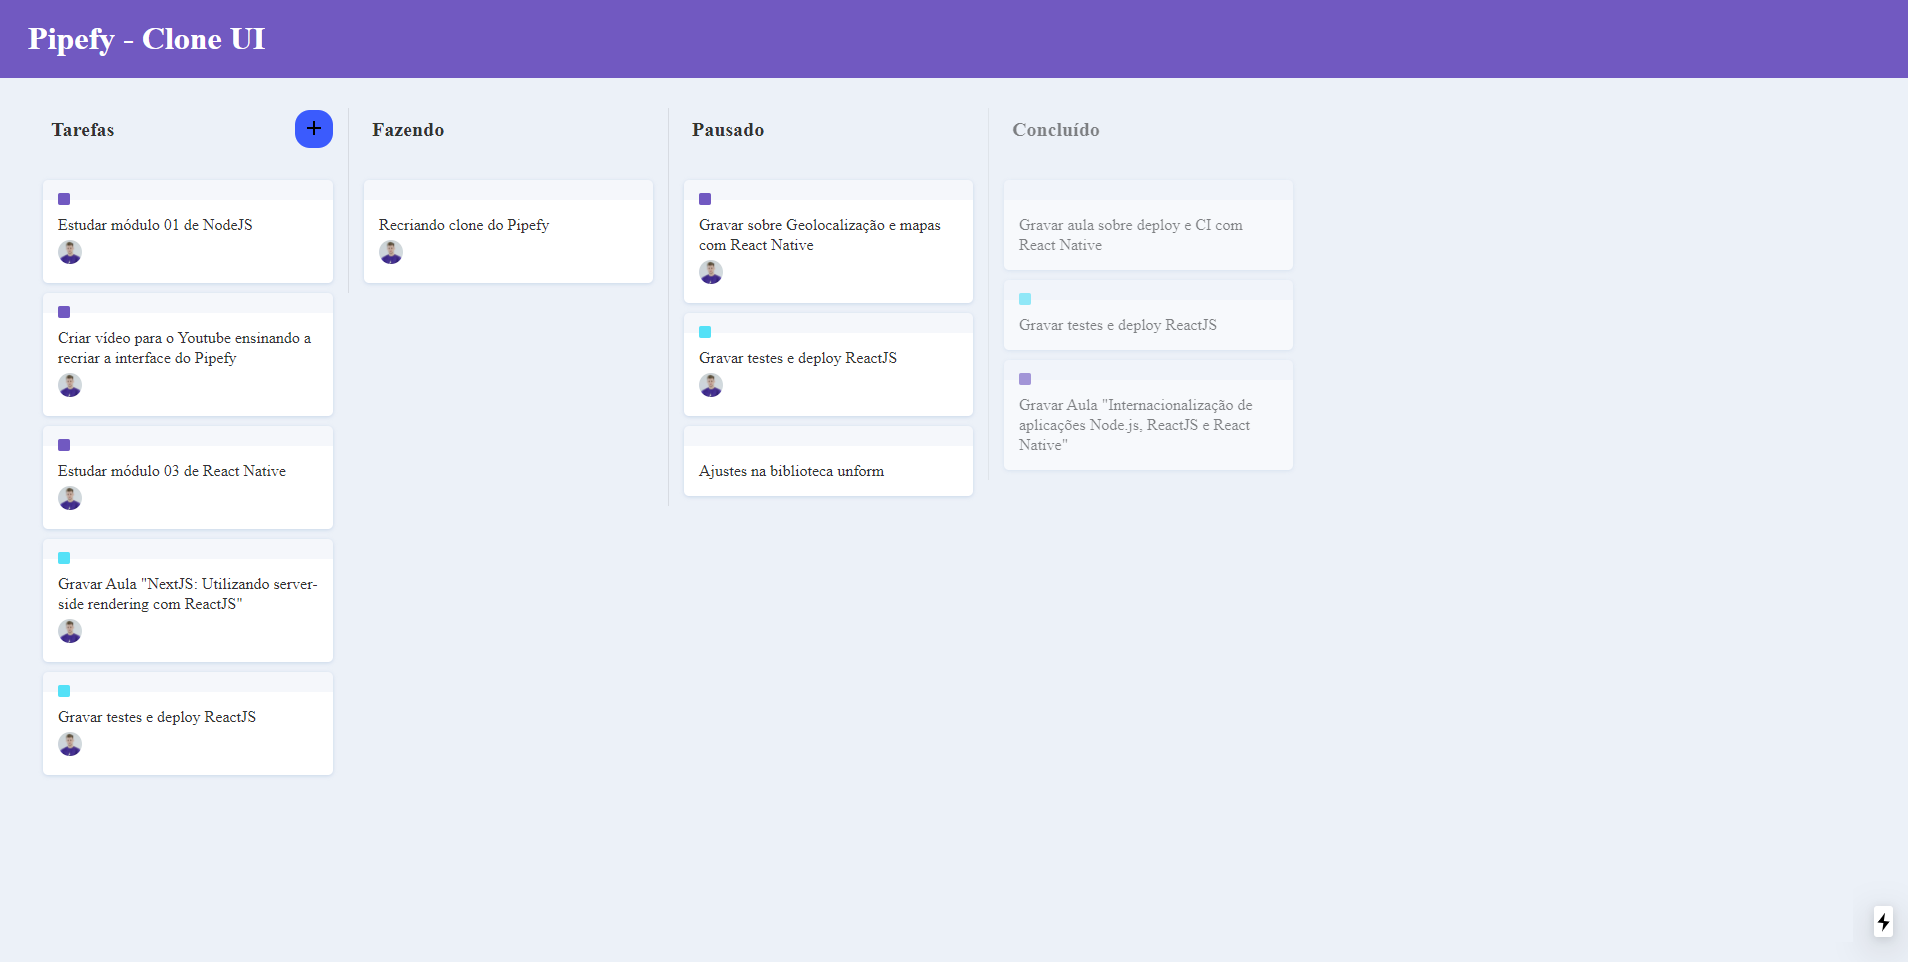 Pipefy - Clone UI
Tarefas
Estudar módulo 01 de NodeJS
Criar vídeo para o Youtube ensinando a
recriar a interface do Pipefy
Estudar módulo 03 de React Native
Gravar Aula "NextJS: Utilizando server-
side rendering com ReactJS"
Gravar testes e deploy ReactJS
Fazendo
Recriando clone do Pipefy
Pausado
Gravar sobre Geolocalização e mapas
com React Native
Gravar testes e deploy ReactJS
Ajustes na biblioteca unform
Concluído
Gravar aula sobre deploy e CI com
React Native
Gravar testes e deploy ReactJS
Gravar Aula "Internacionalização de
aplicações Node.js, ReactJS e React
Native"